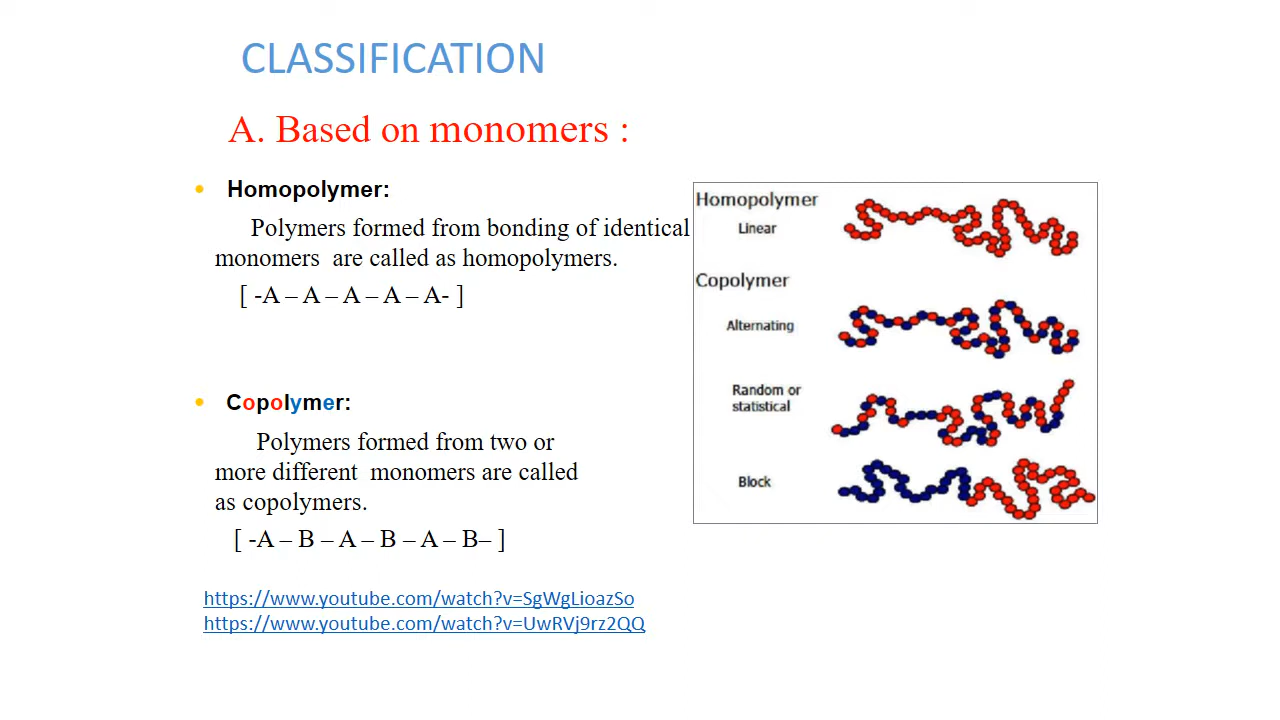 CLASSIFICATION
A. Based on monomers :
• Homopolymer:
Polymers formed from bonding of identical
monomers are called as homopolymers.
[ -A – A – A – A – A- ]
• Copolymer:
Polymers formed from two or
more different monomers are called
as copolymers.
[ -A – B – A – B – A – B– ]
https://www.youtube.com/watch?v=SgWgLioazSo
https://www.youtube.com/watch?v=UwRVj9rz2QQ
Homopolymer
Linear
Copolymer
Alternating
Random or
statistical
Block